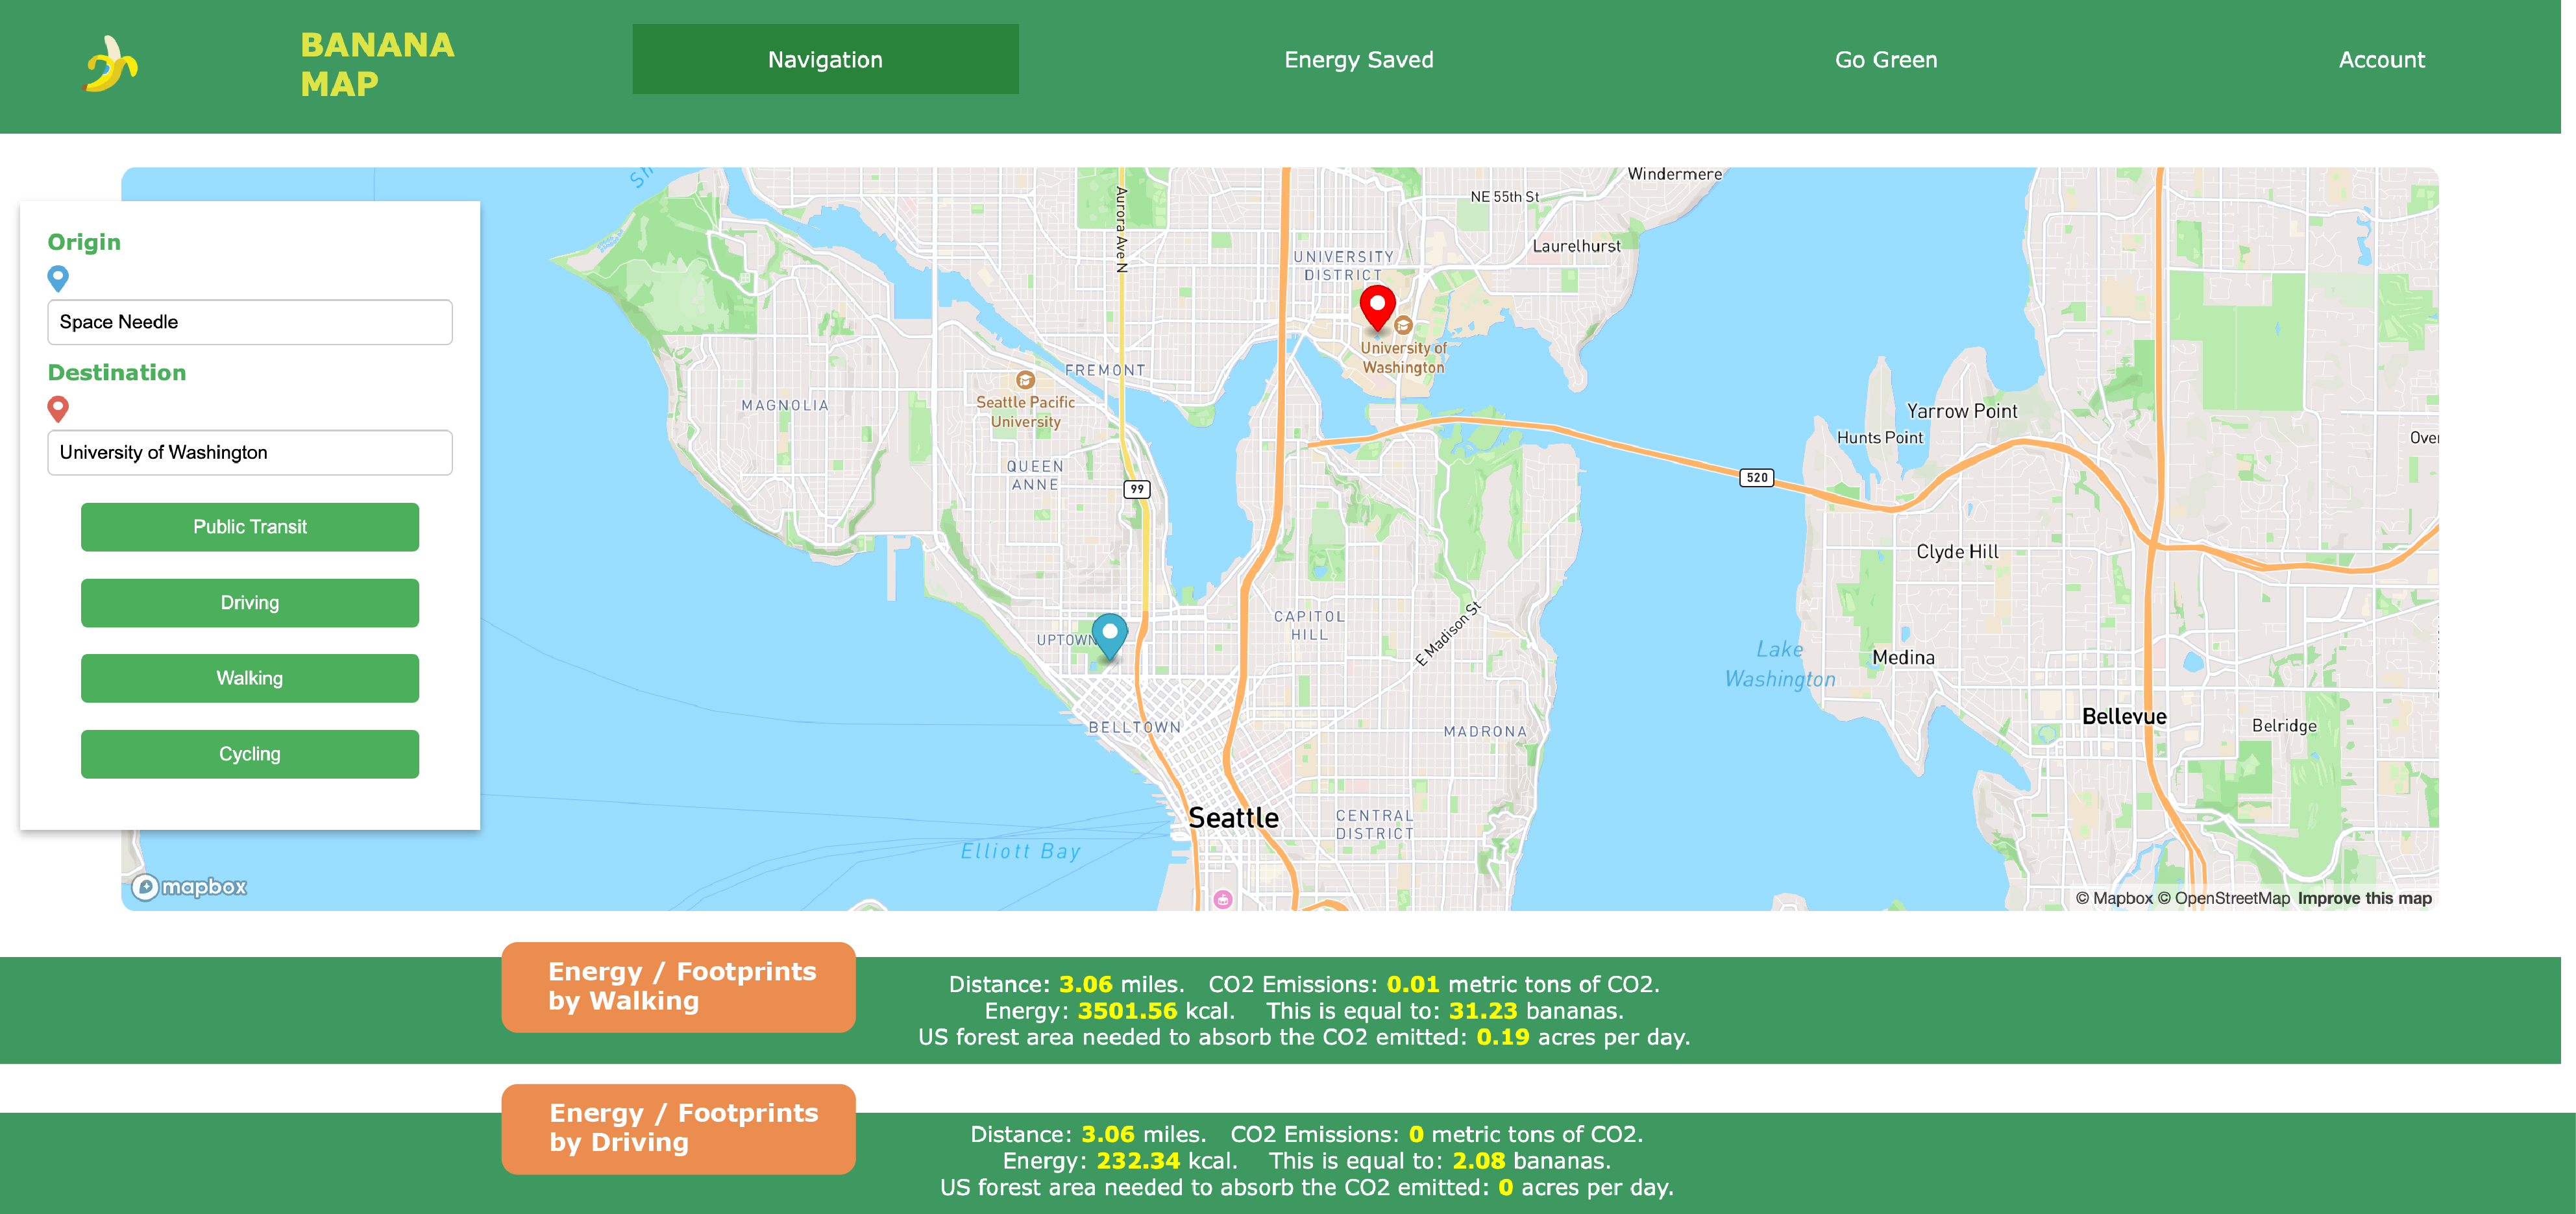 BANANA
MAP
Navigation
Energy Saved
Go Green
Account
Origin
Space Needle
Destination
University of Washington
Public Transit
Driving
Walking
Cycling
Aurora Ave N
NE 55th St
Windermere
Laurelhurst
UNIVERSITY
DISTRICT
University of
Washington
FREMONT
Seattle Pacific
University
MAGNOLIA
QUEEN
ANNE
99
520
Yarrow Point
Hunts Point
Clyde Hill
UPTOWN
CAPITOL
HILL
E Madison St
Lake
Washington
Medina
BELLTOWN
MADRONA
Bellevue
Belridge
Seattle
CENTRAL
DISTRICT
Elliott Bay
mapbox
© Mapbox © OpenStreetMap Improve this map
Energy / Footprints
by Walking
Distance: 3.06 miles. CO2 Emissions: 0.01 metric tons of CO2.
Energy: 3501.56 kcal. This is equal to: 31.23 bananas.
US forest area needed to absorb the CO2 emitted: 0.19 acres per day.
Energy / Footprints
by Driving
Distance: 3.06 miles. CO2 Emissions: 0 metric tons of CO2.
Energy: 232.34 kcal. This is equal to: 2.08 bananas.
US forest area needed to absorb the CO2 emitted: 0 acres per day.